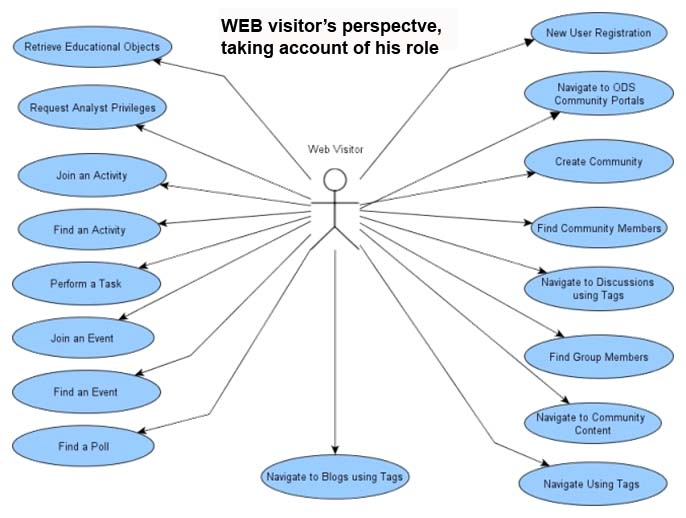 WEB visitor's perspectve,
taking account of his role
Web Visitor
Retrieve Educational Objects
Request Analyst Privileges
Join an Activity
Find an Activity
Perform a Task
Join an Event
Find an Event
Find a Poll
Navigate to Blogs using Tags
New User Registration
Navigate to ODS
Community Portals
Create Community
Find Community Members
Navigate to Discussions
using Tags
Find Group Members
Navigate to Community
Content
Navigate Using Tags